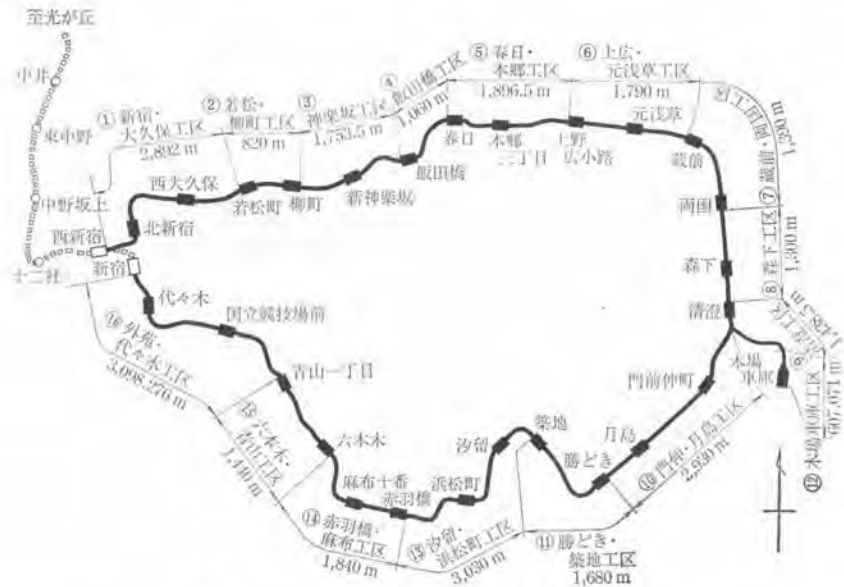 至光が丘
中井
東中野
中野坂上
西新宿
十二社
新宿
① 新宿・
大久保工区
2,892 m
② 若松・
柳町工区
820 m
③
神楽坂工区
1,753.5 m
④ 飯田橋工区
1,060 m
⑤ 春日・
本郷工区
1,896.5 m
⑥ 上広・
元浅草工区
1,790 m
⑦ 蔵前・両国工区
1,390 m
⑧ 森下工区
1,300 m
⑨
1,438.5 m
⑫ 木場車庫工区
607.071 m
北新宿
西大久保
若松町
柳町
新神楽坂
飯田橋
春日
本郷
三丁目
上野
広小路
元浅草
蔵前
両国
森下
清澄
木場
車庫
門前仲町
月島
勝どき
築地
汐留
浜松町
赤羽橋
麻布十番
六本木
青山一丁目
国立競技場前
代々木
⑩ 門仲・月島工区
2,930 m
⑪ 勝どき・
築地工区
1,680 m
⑬ 汐留・
浜松町工区
3,030 m
⑭ 赤羽橋・
麻布工区
1,840 m
⑮ 六本木・
青山工区
⑯ 外苑・
代々木工区
3,098.276 m